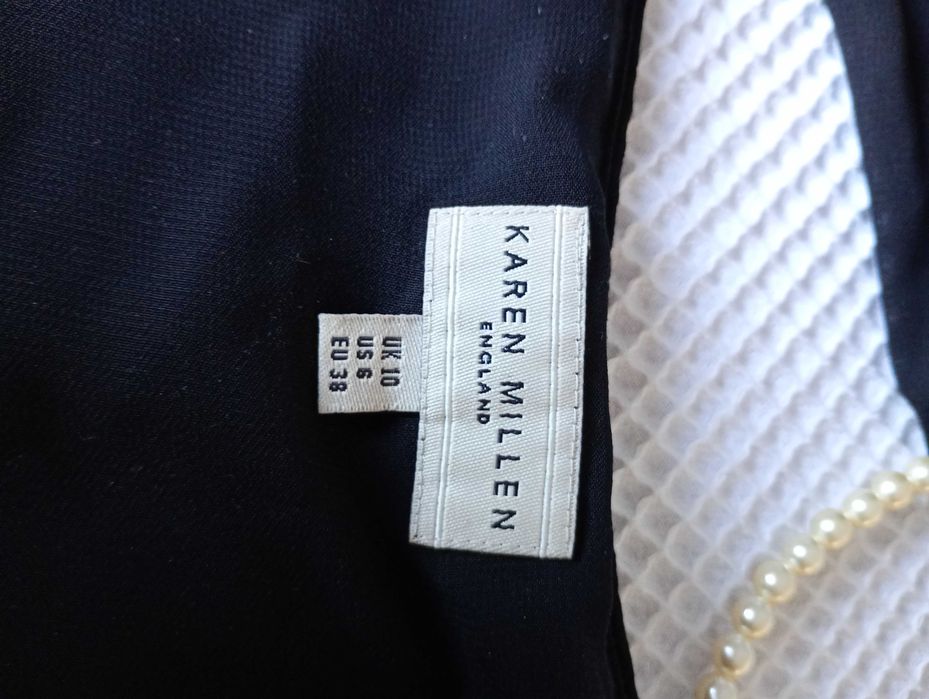 KAREN MILLEN
ENGLAND
UK 10
US 6
EU 38